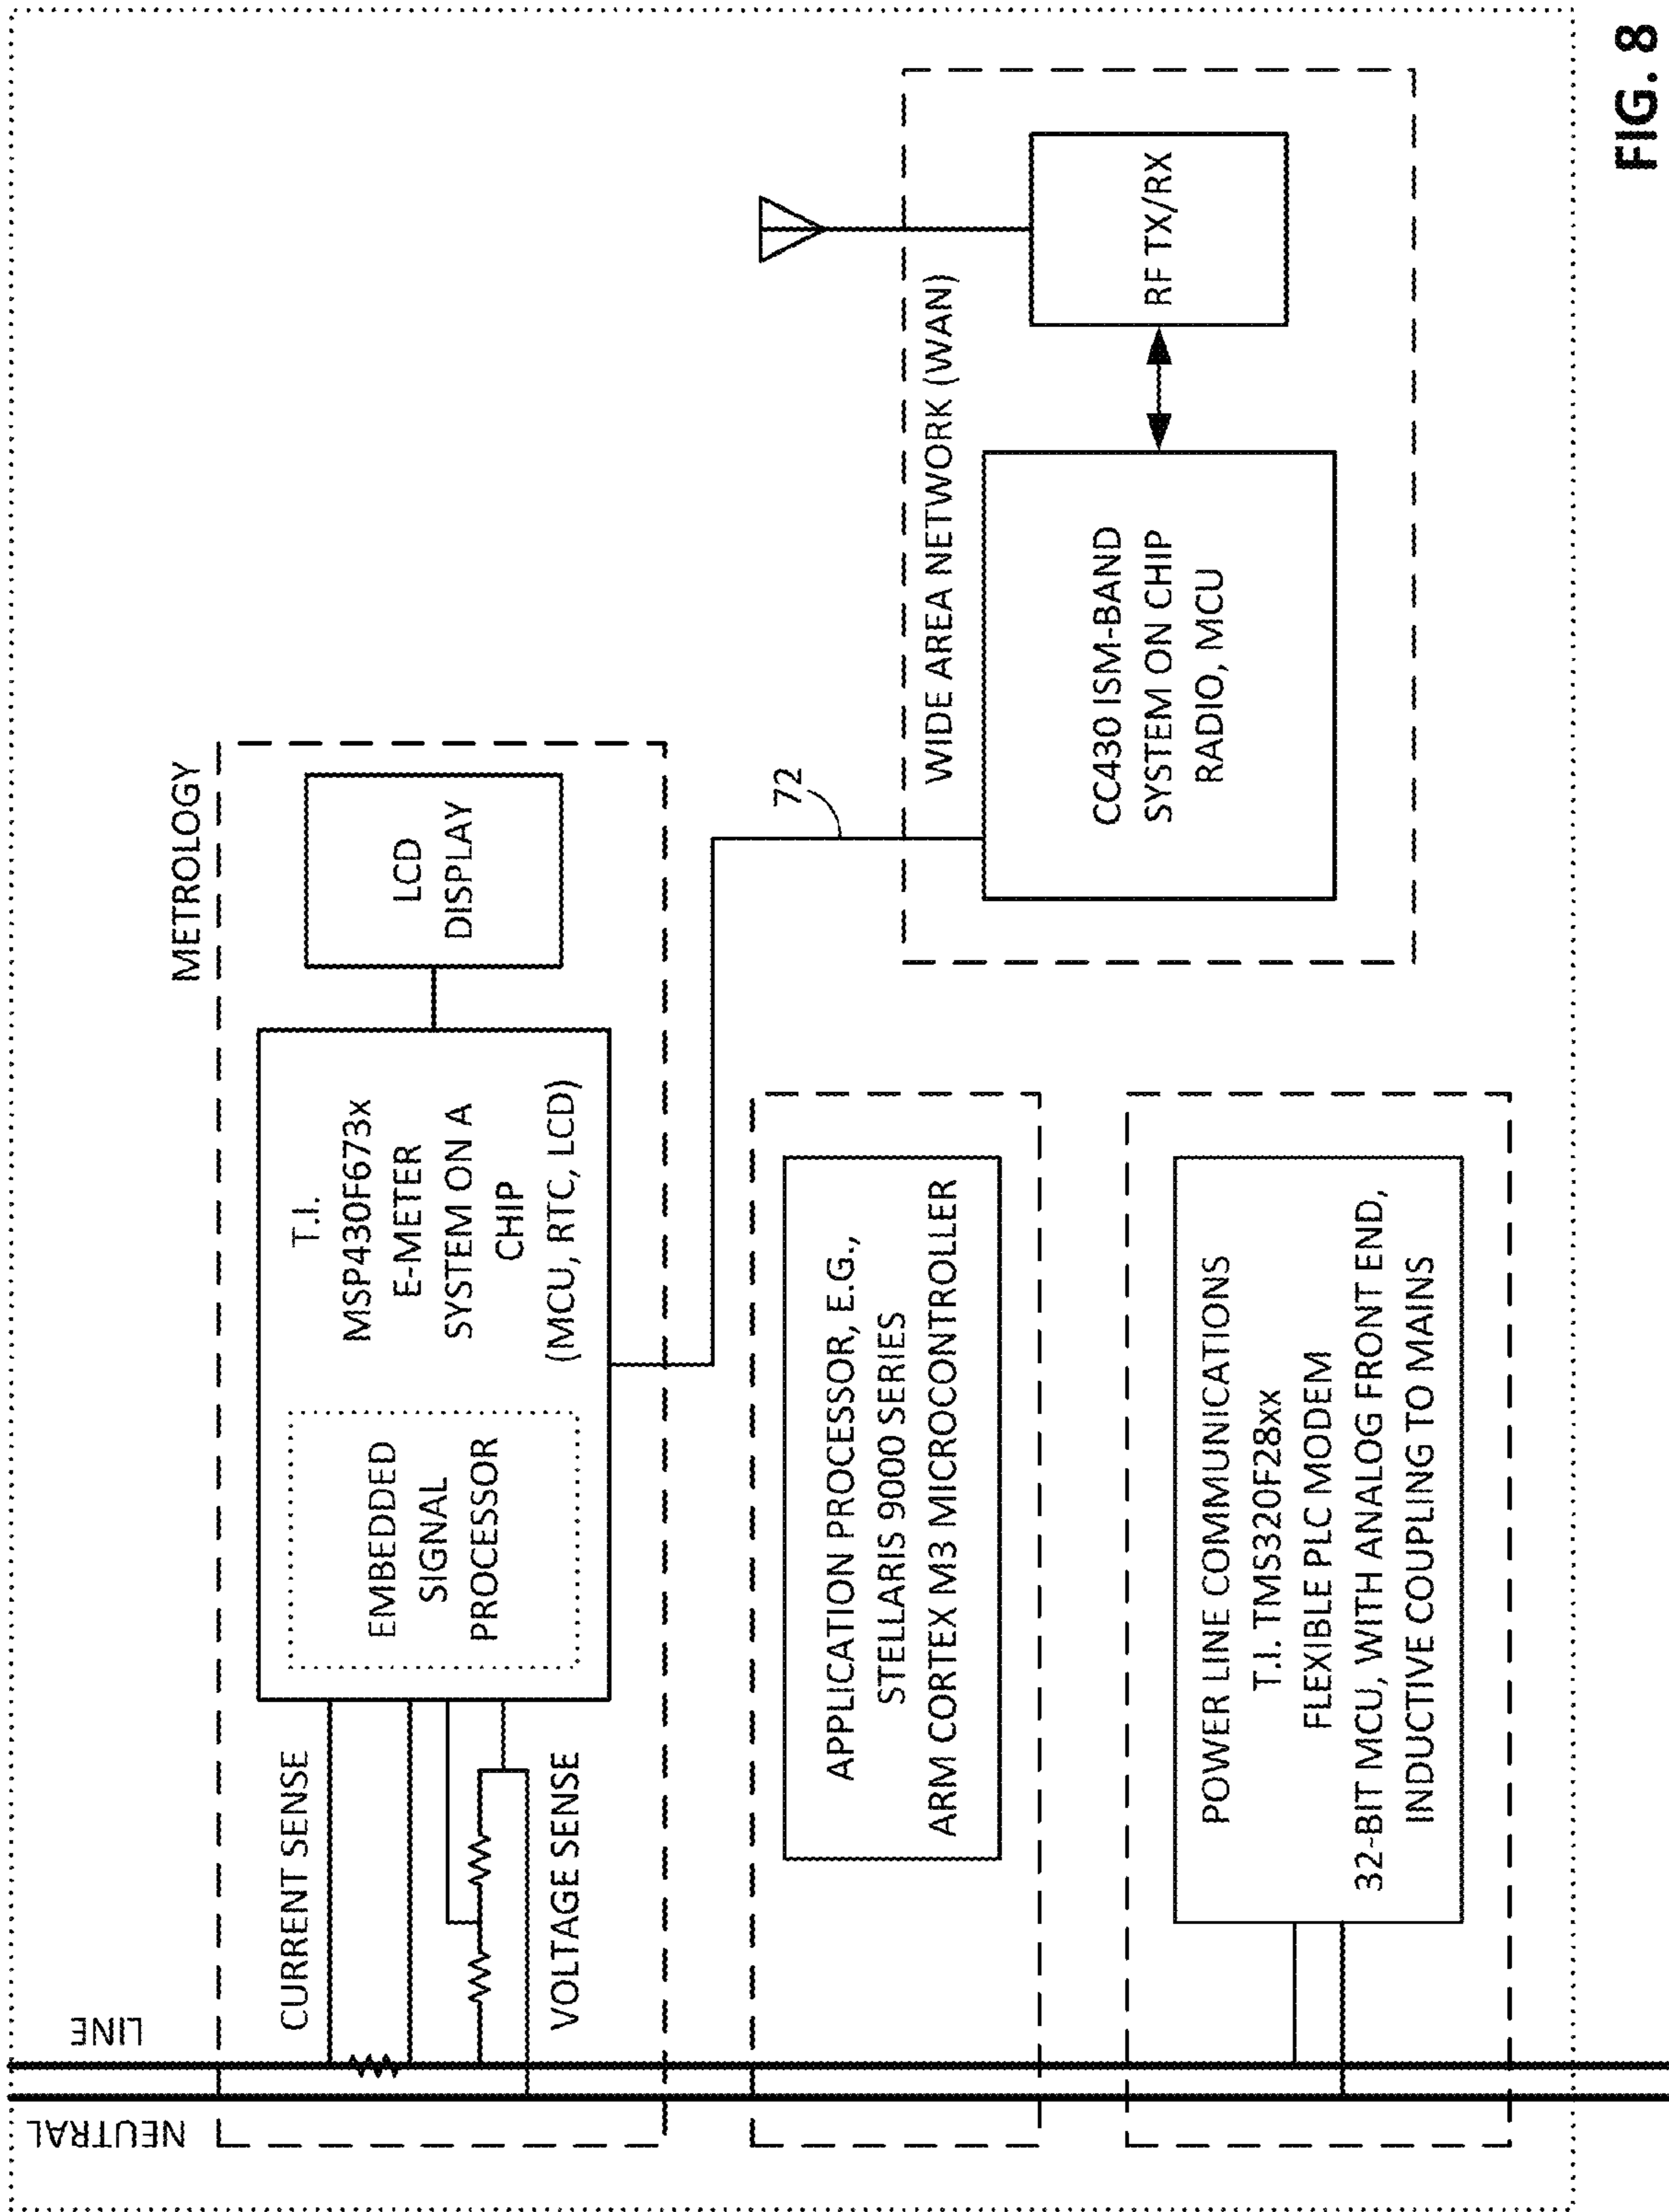 NEUTRAL
LINE
METROLOGY
CURRENT SENSE
VOLTAGE SENSE
EMBEDDED
SIGNAL
PROCESSOR
T.I.
MSP430F673x
E-METER
SYSTEM ON A
CHIP
(MCU, RTC, LCD)
LCD
DISPLAY
72
APPLICATION PROCESSOR, E.G.,
STELLARIS 9000 SERIES
ARM CORTEX M3 MICROCONTROLLER
WIDE AREA NETWORK (WAN)
CC430 ISM-BAND
SYSTEM ON CHIP
RADIO, MCU
RF TX/RX
POWER LINE COMMUNICATIONS
T.I. TMS320F28xx
FLEXIBLE PLC MODEM
32-BIT MCU, WITH ANALOG FRONT END,
INDUCTIVE COUPLING TO MAINS
FIG. 8